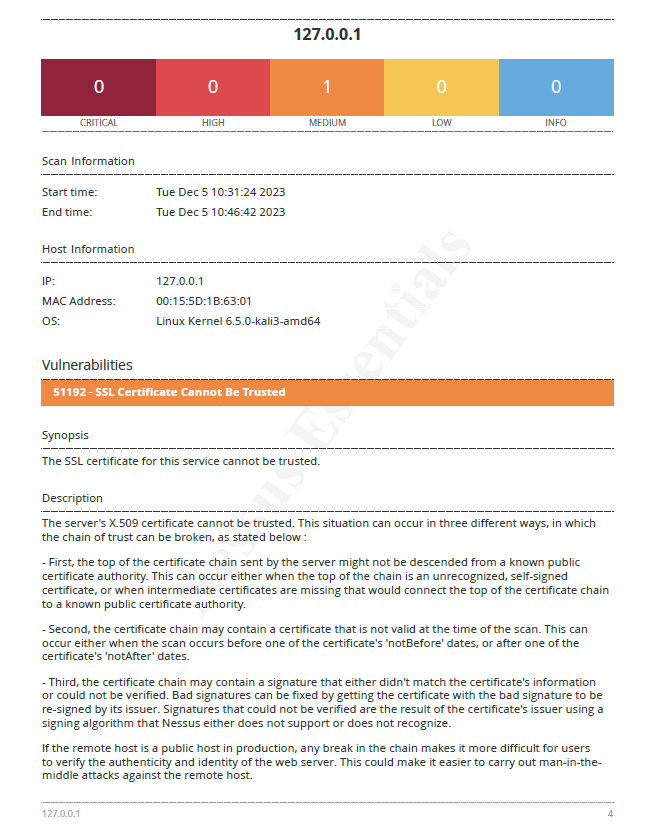 127.0.0.1
0 0 1 0 0
CRITICAL HIGH MEDIUM LOW INFO
Scan Information
Start time: Tue Dec 5 10:31:24 2023
End time: Tue Dec 5 10:46:42 2023
Host Information
IP: 127.0.0.1
MAC Address: 00:15:5D:1B:63:01
OS: Linux Kernel 6.5.0-kali3-amd64
Vulnerabilities
51192 - SSL Certificate Cannot Be Trusted
Synopsis
The SSL certificate for this service cannot be trusted.
Description
The server's X.509 certificate cannot be trusted. This situation can occur in three different ways, in which
the chain of trust can be broken, as stated below :
- First, the top of the certificate chain sent by the server might not be descended from a known public
certificate authority. This can occur either when the top of the chain is an unrecognized, self-signed
certificate, or when intermediate certificates are missing that would connect the top of the certificate chain
to a known public certificate authority.
- Second, the certificate chain may contain a certificate that is not valid at the time of the scan. This can
occur either when the scan occurs before one of the certificate's 'notBefore' dates, or after one of the
certificate's 'notAfter' dates.
- Third, the certificate chain may contain a signature that either didn't match the certificate's information
or could not be verified. Bad signatures can be fixed by getting the certificate with the bad signature to be
re-signed by its issuer. Signatures that could not be verified are the result of the certificate's issuer using a
signing algorithm that Nessus either does not support or does not recognize.
If the remote host is a public host in production, any break in the chain makes it more difficult for users
to verify the authenticity and identity of the web server. This could make it easier to carry out man-in-the-
middle attacks against the remote host.
Nessus Essentials
127.0.0.1 4